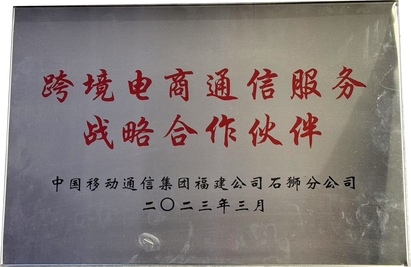 跨境电商通信服务
战略合作伙伴
中国移动通信集团福建公司石狮分公司
二〇二三年三月